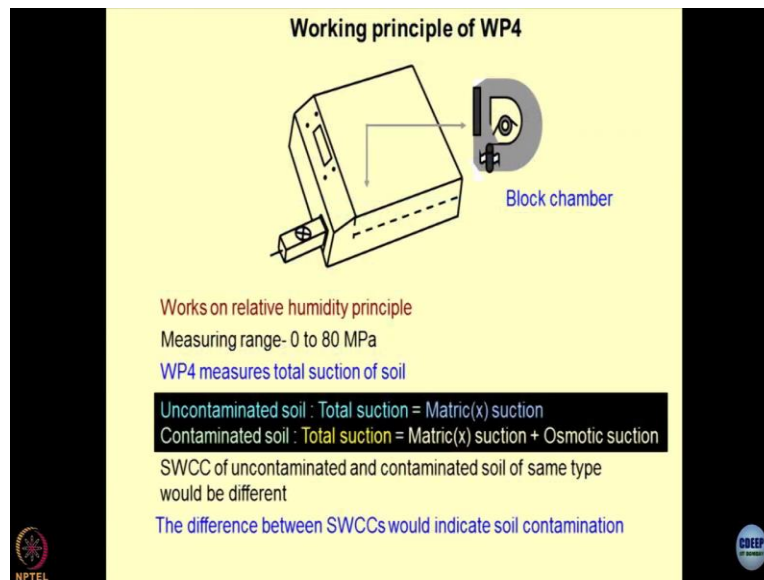 Working principle of WP4
Block chamber
Works on relative humidity principle
Measuring range- 0 to 80 MPa
WP4 measures total suction of soil
Uncontaminated soil : Total suction = Matric(x) suction
Contaminated soil : Total suction = Matric(x) suction + Osmotic suction
SWCC of uncontaminated and contaminated soil of same type
would be different
The difference between SWCCs would indicate soil contamination
NPTEL
CDEEP
IIT BOMBAY